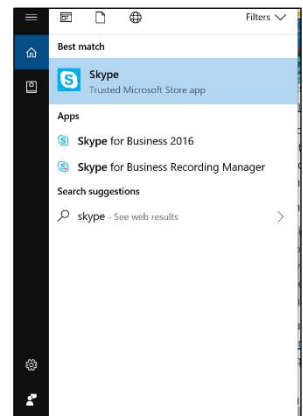 Filters
Best match
Skype
Trusted Microsoft Store app
Apps
Skype for Business 2016
Skype for Business Recording Manager
Search suggestions
skype - See web results